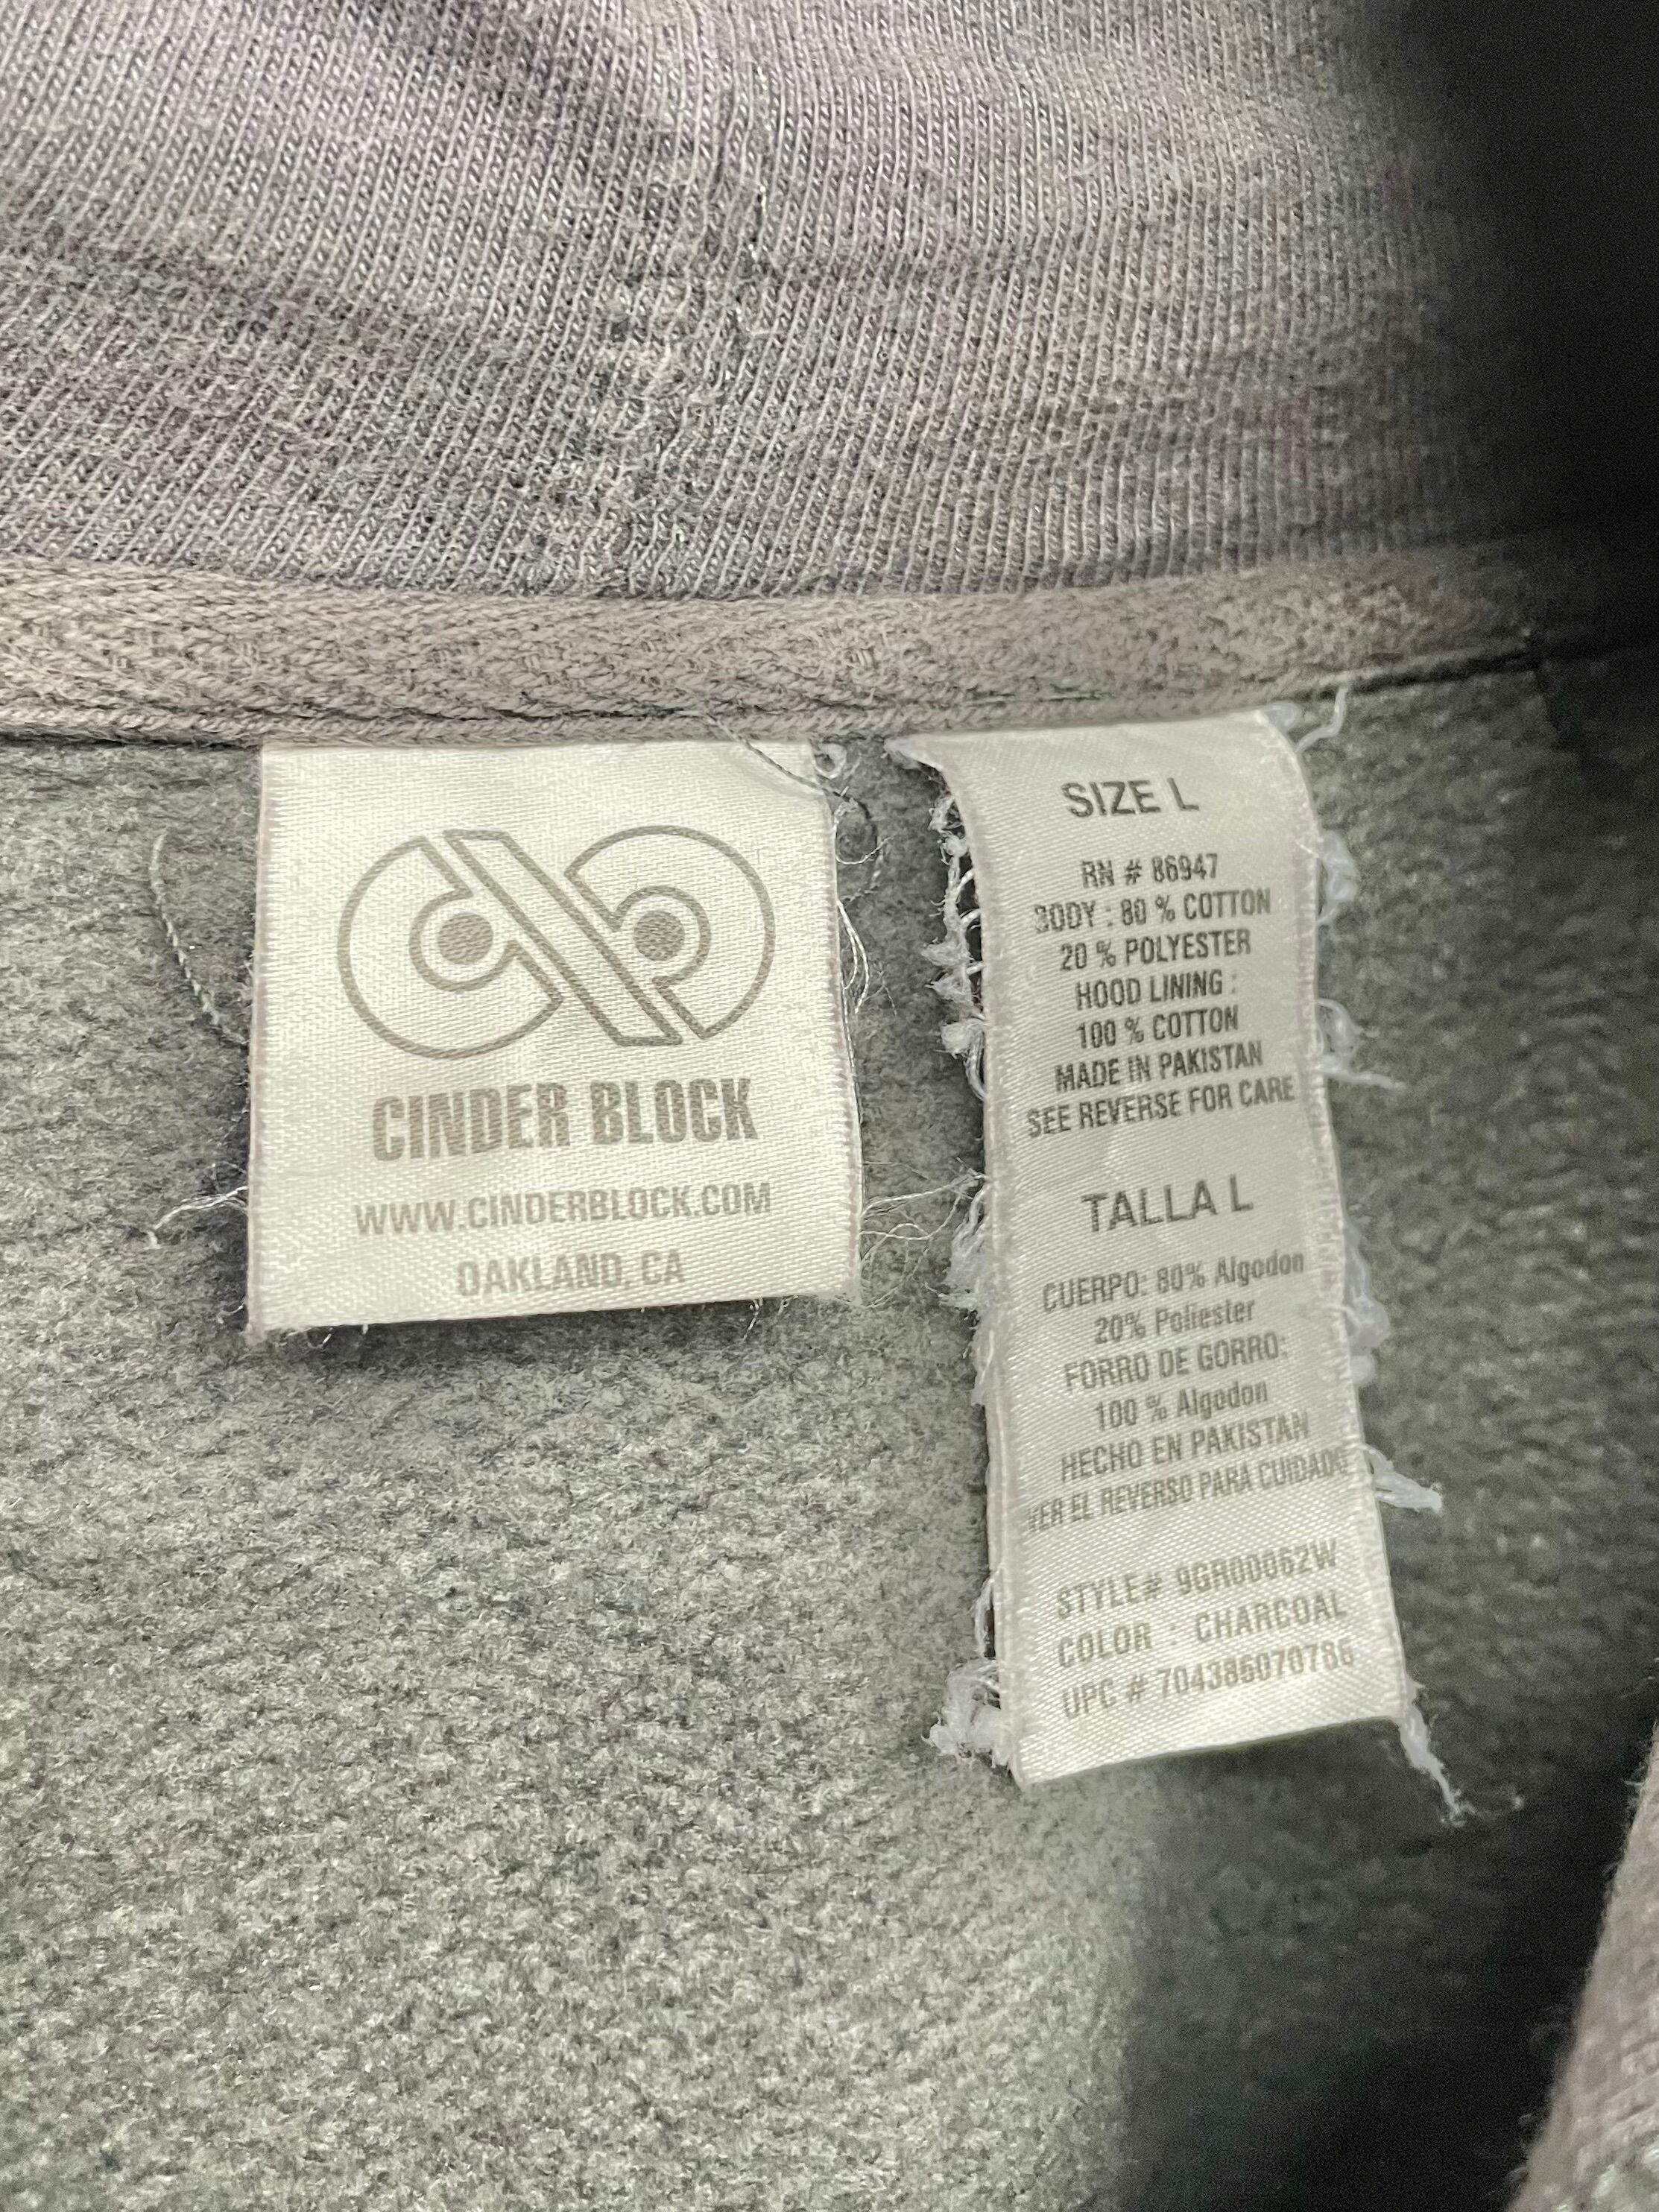 CINDER BLOCK
WWW.CINDERBLOCK.COM
OAKLAND, CA
SIZE L
RN # 86947
BODY : 80 % COTTON
20 % POLYESTER
HOOD LINING :
100 % COTTON
MADE IN PAKISTAN
SEE REVERSE FOR CARE
TALLA L
CUERPO: 80% Algodon
20% Poliester
FORRO DE GORRO:
100 % Algodon
HECHO EN PAKISTAN
VER EL REVERSO PARA CUIDADO
STYLE# 9GR00062W
COLOR : CHARCOAL
UPC # 704386070786